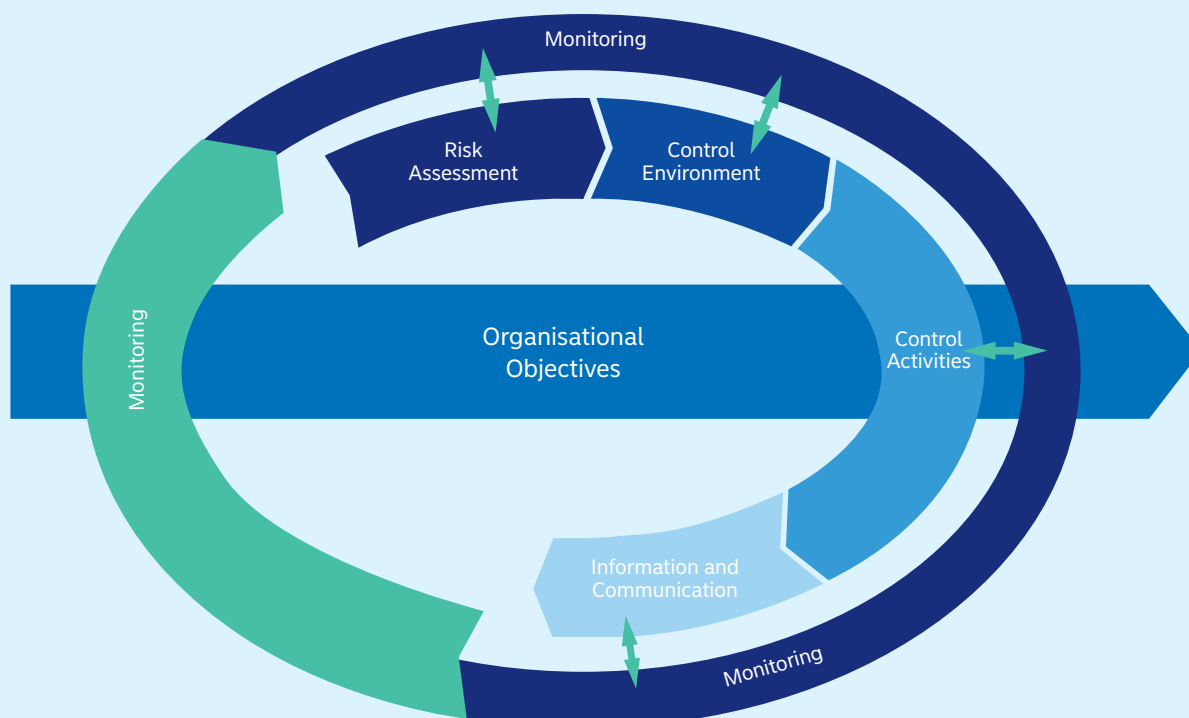 Monitoring
Risk
Assessment
Control
Environment
Monitoring
Organisational
Objectives
Control
Activities
Information and
Communication
Monitoring